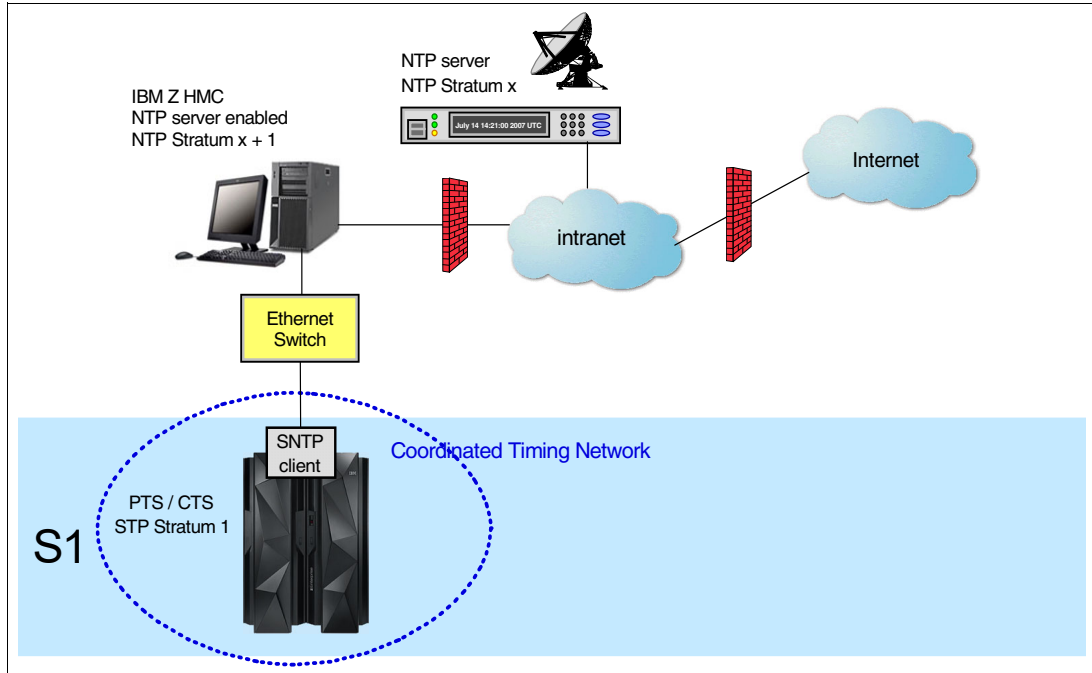 NTP server
NTP Stratum x
IBM Z HMC
NTP server enabled
NTP Stratum x + 1
July 14 14:21:00 2007 UTC
Internet
intranet
Ethernet
Switch
SNTP
client
Coordinated Timing Network
PTS / CTS
STP Stratum 1
S1